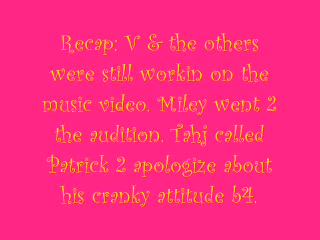 Recap: V & the others
were still workin on the
music video. Miley went 2
the audition. Tahj called
Patrick 2 apologize about
his cranky attitude b4.